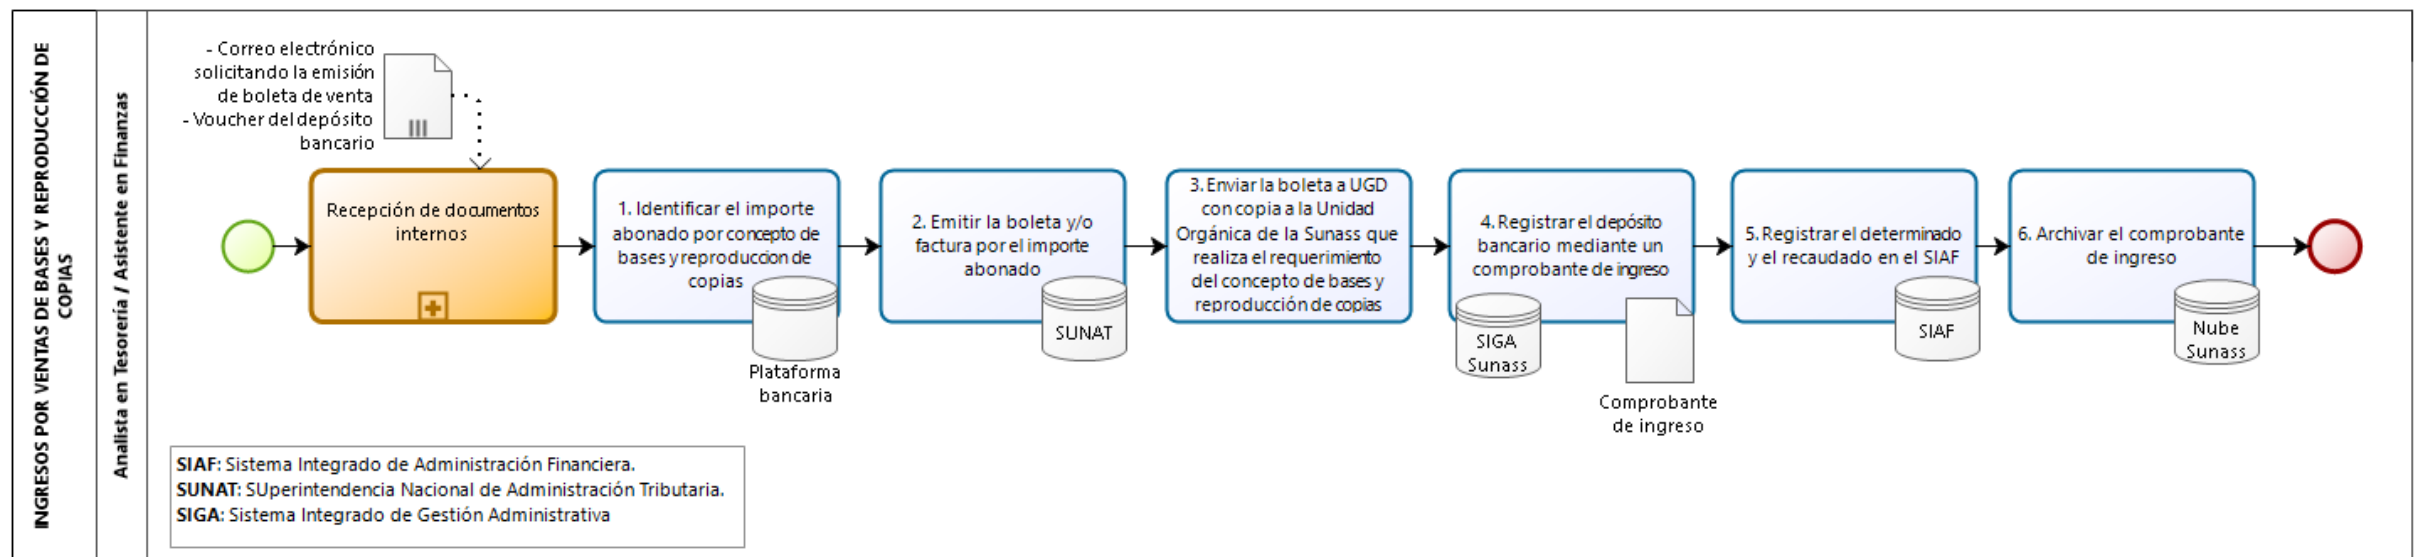 INGRESOS POR VENTAS DE BASES Y REPRODUCCIÓN DE
COPIAS
Analista en Tesorería / Asistente en Finanzas
- Correo electrónico
solicitando la emisión
de boleta de venta
- Voucher del depósito
bancario
Recepción de documentos
internos
1. Identificar el importe
abonado por concepto de
bases y reproduccion de
copias
Plataforma
bancaria
2. Emitir la boleta y/o
factura por el importe
abonado
SUNAT
3. Enviar la boleta a UGD
con copia a la Unidad
Orgánica de la Sunass que
realiza el requerimiento
del concepto de bases y
reproducción de copias
4. Registrar el depósito
bancario mediante un
comprobante de ingreso
SIGA
Sunass
Comprobante
de ingreso
5. Registrar el determinado
y el recaudado en el SIAF
SIAF
6. Archivar el comprobante
de ingreso
Nube
Sunass
SIAF: Sistema Integrado de Administración Financiera.
SUNAT: SUperintendencia Nacional de Administración Tributaria.
SIGA: Sistema Integrado de Gestión Administrativa